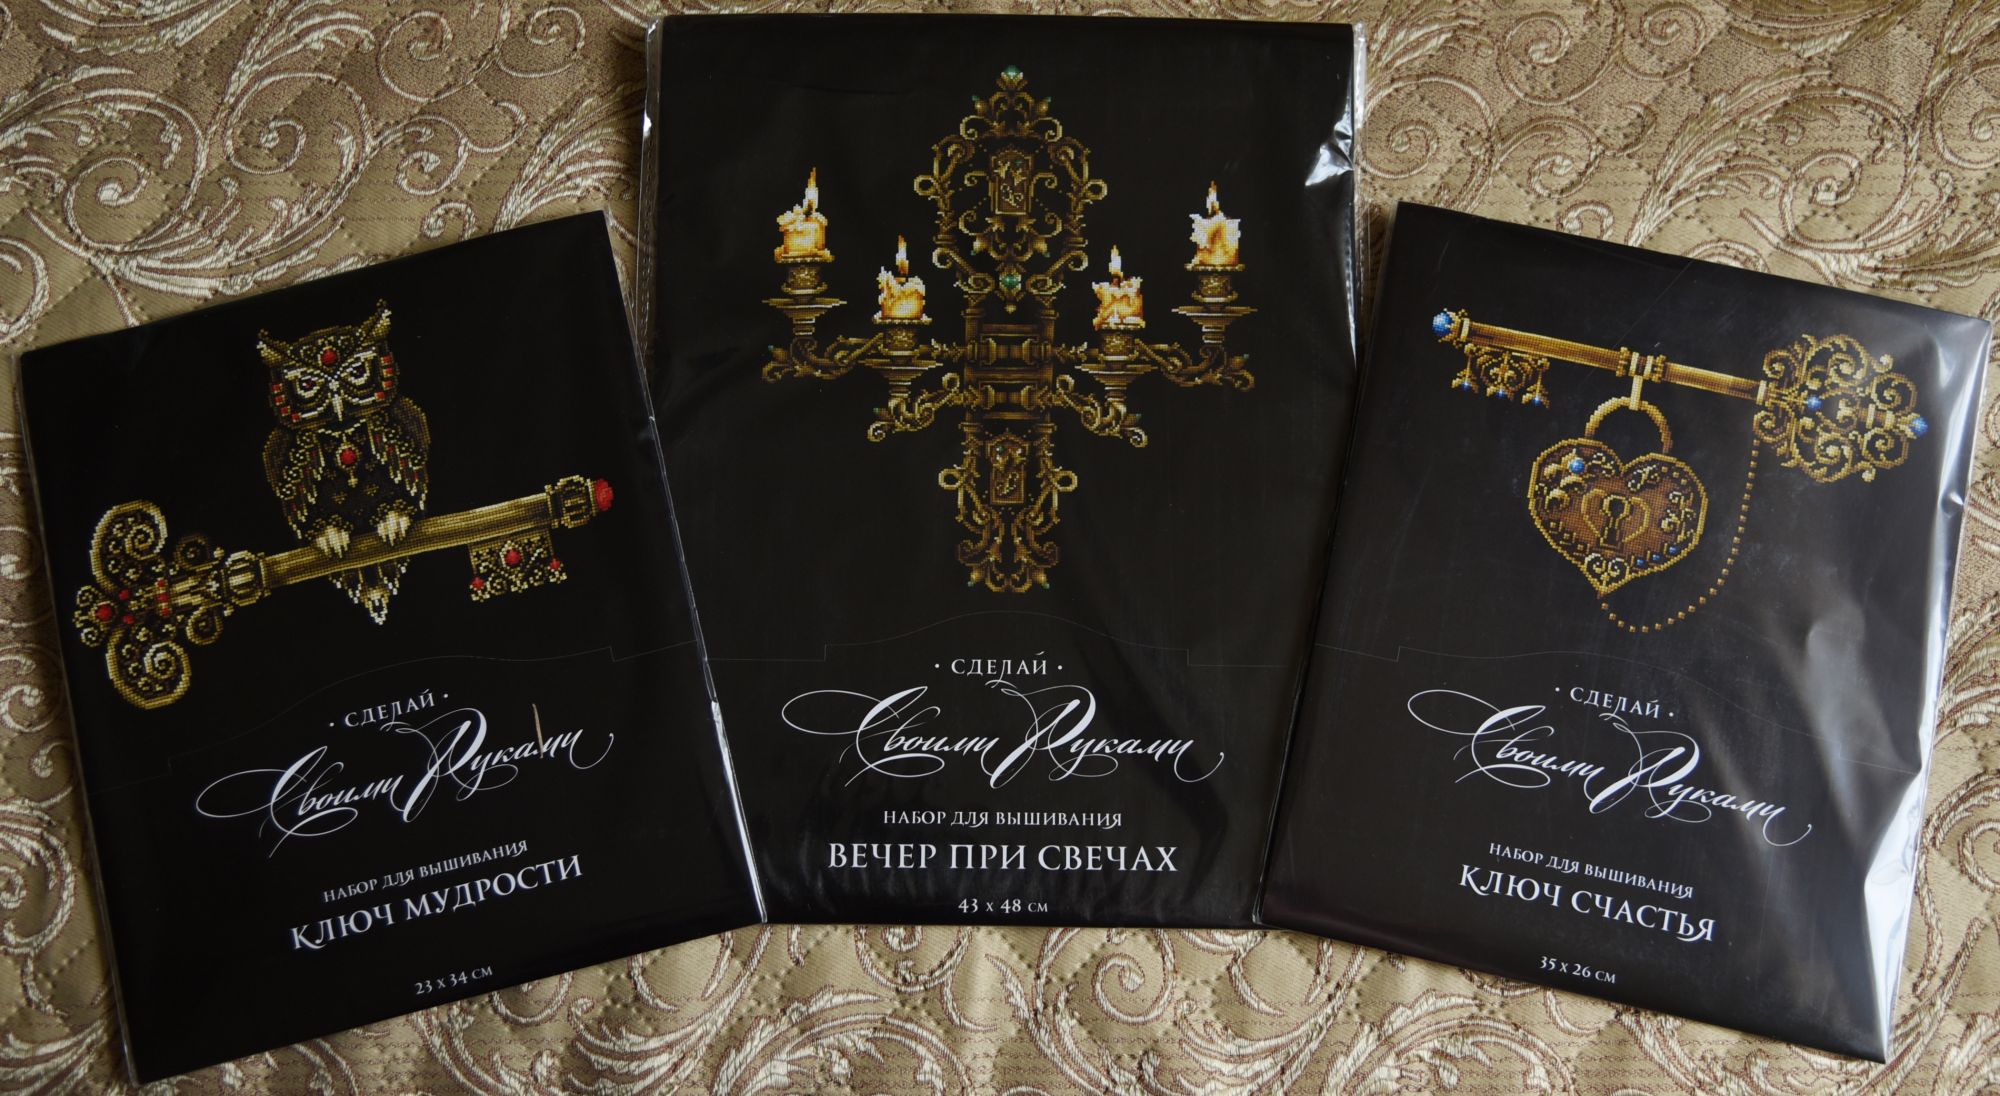 · СДЕЛАЙ ·
Своими Руками
НАБОР ДЛЯ ВЫШИВАНИЯ
КЛЮЧ МУДРОСТИ
23 х 34 см
· СДЕЛАЙ ·
Своими Руками
НАБОР ДЛЯ ВЫШИВАНИЯ
ВЕЧЕР ПРИ СВЕЧАХ
43 х 48 см
· СДЕЛАЙ ·
Своими Руками
НАБОР ДЛЯ ВЫШИВАНИЯ
КЛЮЧ СЧАСТЬЯ
35 х 26 см